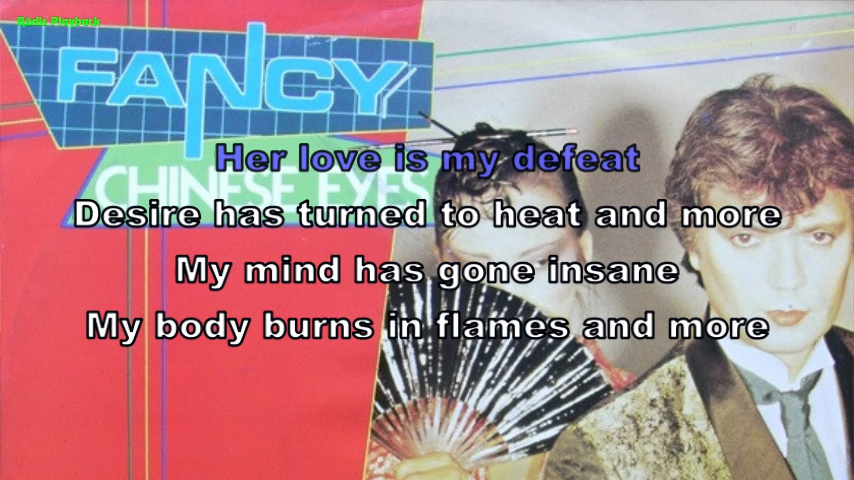 Rádio Playback
FANCY
CHINESE EYES
Her love is my defeat
Desire has turned to heat and more
My mind has gone insane
My body burns in flames and more